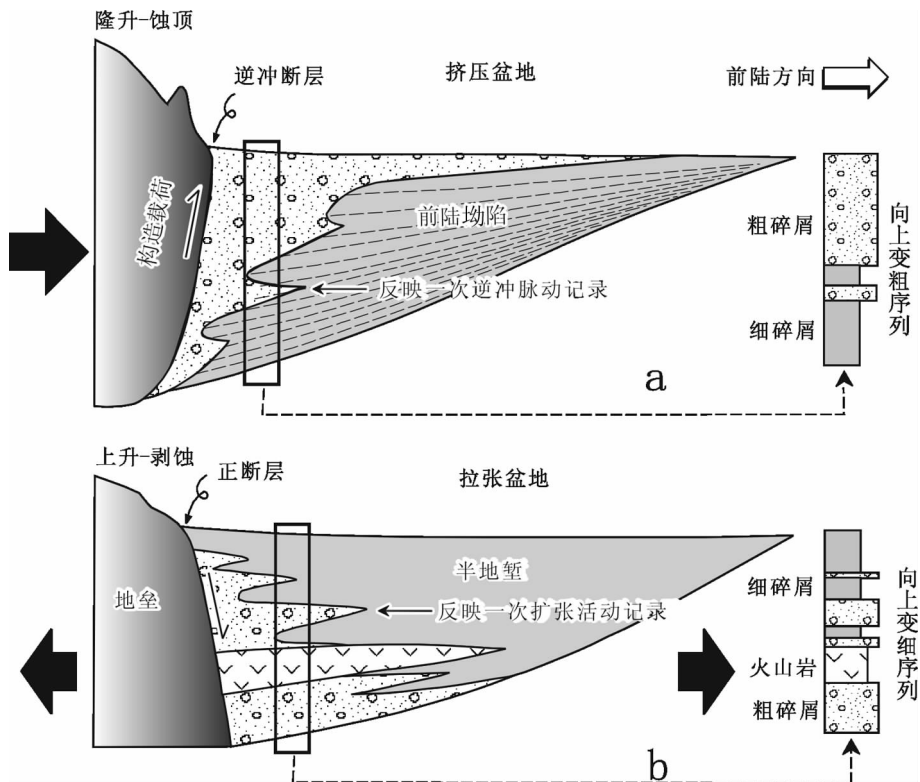 隆升-蚀顶
逆冲断层
挤压盆地
前陆方向
构造载荷
前陆坳陷
反映一次逆冲脉动记录
粗碎屑
细碎屑
向上变粗序列
a
上升-剥蚀
正断层
拉张盆地
地垒
半地堑
反映一次扩张活动记录
细碎屑
火山岩
粗碎屑
向上变细序列
b